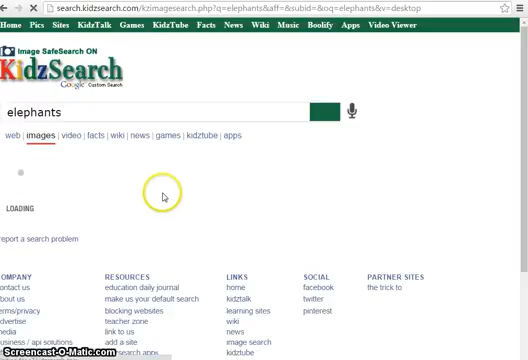 search.kidzsearch.com/kzimagesearch.php?q=elephants&aff=&subid=&oq=elephants&v=desktop
Home Pix Sites KidzTalk Games KidzTube Facts News Wiki Music Boolify Apps Video Viewer
Image SafeSearch ON
KidzSearch
Google Custom Search
elephants
web | images | video | facts | wiki | news | games | kidztube | apps
LOADING
report a search problem
OMPANY RESOURCES LINKS SOCIAL PARTNER SITES
ontact us education daily journal home facebook the trick to
bout us make us your default search kidztalk twitter
erms/privacy blocking websites learning sites pinterest
dvertise teacher zone wiki
media link to us news
usiness / api solutions add a site image search
search apps kidztube
Screencast-O-Matic.com